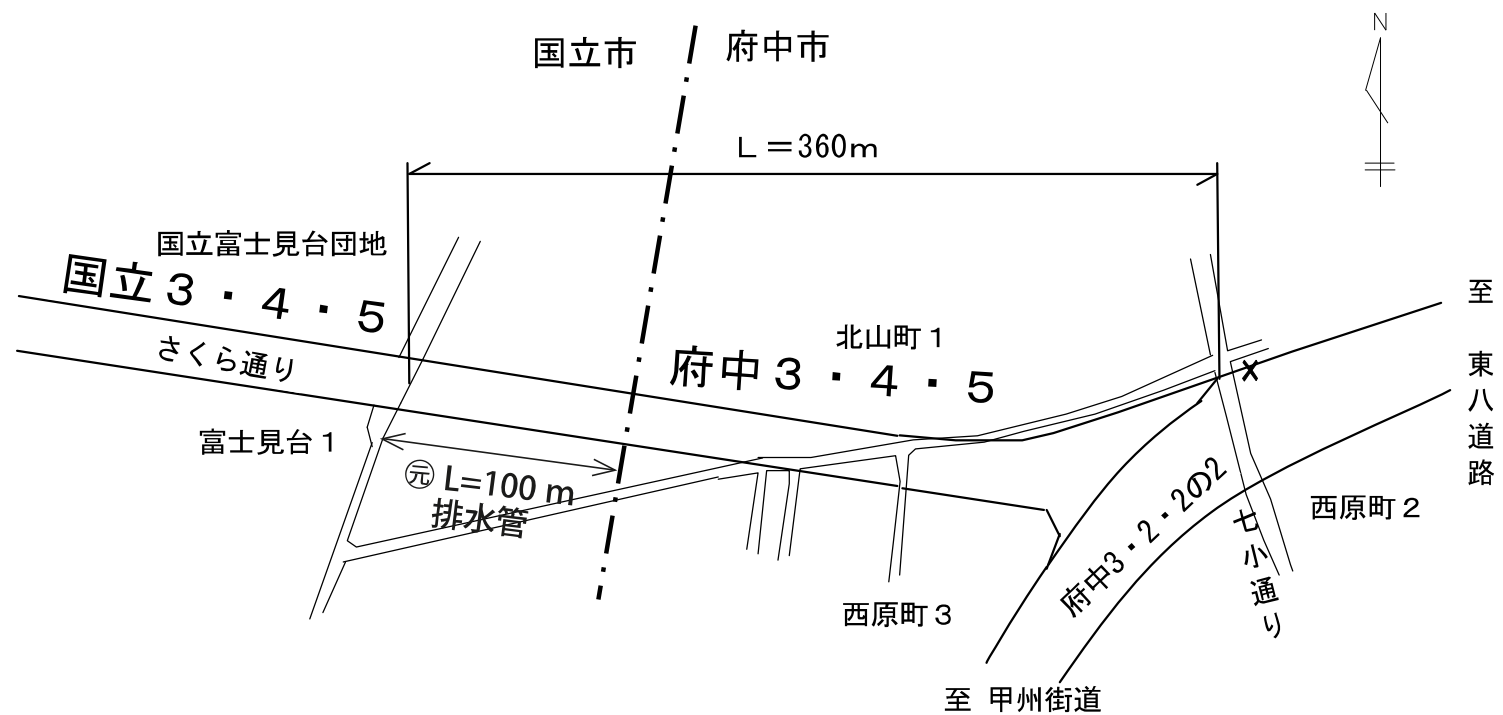 国立市
府中市
N
L=360m
国立富士見台団地
国立3・4・5
さくら通り
府中3・4・5
北山町1
至 東八道路
富士見台1
元 L=100m
排水管
西原町2
府中3・2・2の2
七小通り
西原町3
至 甲州街道